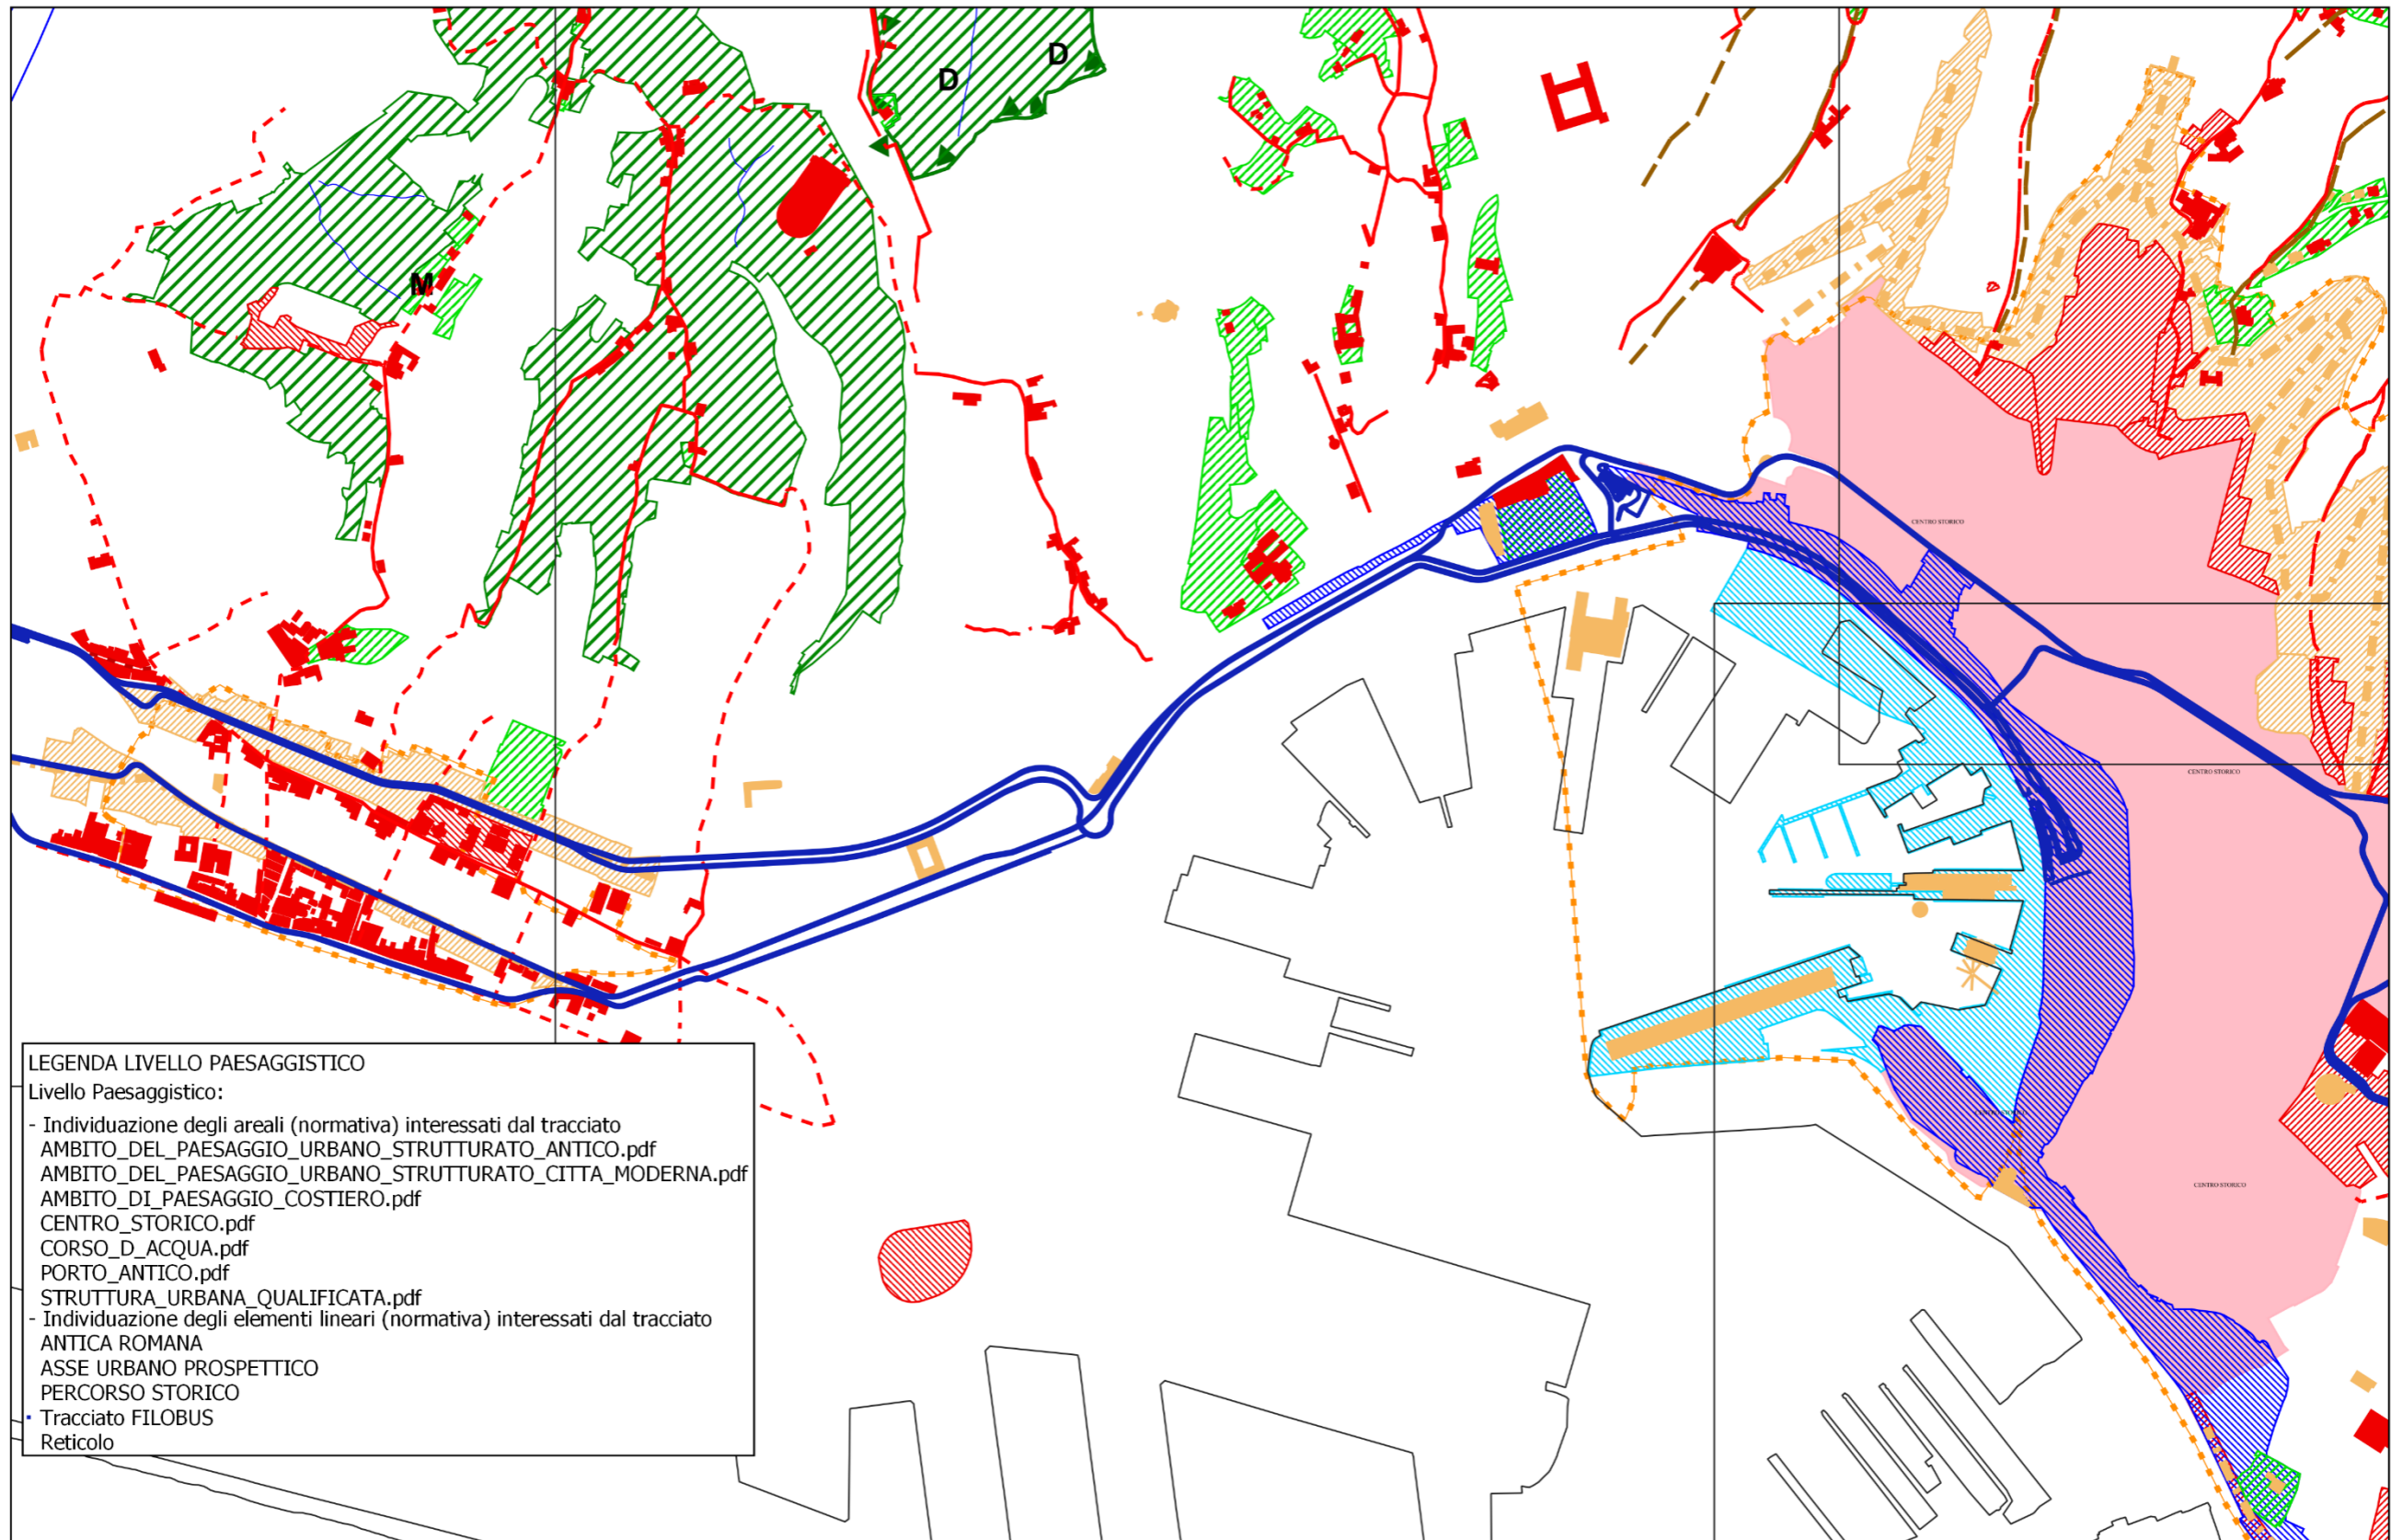 D
D
M
CENTRO STORICO
CENTRO STORICO
CENTRO STORICO
CENTRO STORICO
LEGENDA LIVELLO PAESAGGISTICO
Livello Paesaggistico:
- Individuazione degli areali (normativa) interessati dal tracciato
AMBITO_DEL_PAESAGGIO_URBANO_STRUTTURATO_ANTICO.pdf
AMBITO_DEL_PAESAGGIO_URBANO_STRUTTURATO_CITTA_MODERNA.pdf
AMBITO_DI_PAESAGGIO_COSTIERO.pdf
CENTRO_STORICO.pdf
CORSO_D_ACQUA.pdf
PORTO_ANTICO.pdf
STRUTTURA_URBANA_QUALIFICATA.pdf
- Individuazione degli elementi lineari (normativa) interessati dal tracciato
ANTICA ROMANA
ASSE URBANO PROSPETTICO
PERCORSO STORICO
Tracciato FILOBUS
Reticolo